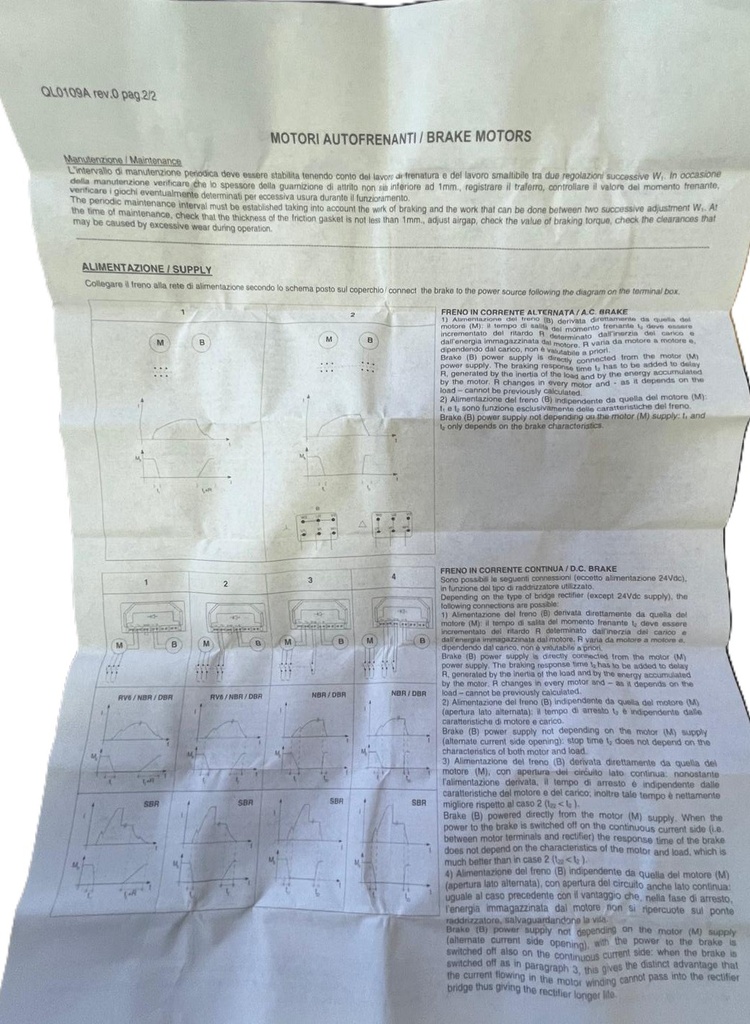 QL0109A rev.0 pag.2/2
MOTORI AUTOFRENANTI / BRAKE MOTORS
Manutenzione / Maintenance
L'intervallo di manutenzione periodica deve essere stabilita tenendo conto del lavoro di frenatura e del lavoro smaltibile tra due regolazioni successive W₁. In occasione
della manutenzione verificare che lo spessore della guarnizione di attrito non sia inferiore ad 1mm., registrare il traferro, controllare il valore del momento frenante,
verificare i giochi eventualmente determinati per eccessiva usura durante il funzionamento.
The periodic maintenance interval must be established taking into account the work of braking and the work that can be done between two successive adjustment W₁. At
the time of maintenance, check that the thickness of the friction gasket is not less than 1mm., adjust airgap, check the value of braking torque, check the clearances that
may be caused by excessive wear during operation.
ALIMENTAZIONE / SUPPLY
Collegare il freno alla rete di alimentazione secondo lo schema posto sul coperchio / connect the brake to the power source following the diagram on the terminal box.
1 2
M B M B
FRENO IN CORRENTE ALTERNATA / A.C. BRAKE
1) Alimentazione del freno (B) derivata direttamente da quella del
motore (M): il tempo di salita del momento frenante t₂ deve essere
incrementato del ritardo R determinato dall'inerzia del carico e
dall'energia immagazzinata dal motore. R varia da motore a motore e,
dipendendo dal carico, non è valutabile a priori.
Brake (B) power supply is directly connected from the motor (M)
power supply. The braking response time t₂ has to be added to delay
R, generated by the inertia of the load and by the energy accumulated
by the motor. R changes in every motor and - as it depends on the
load – cannot be previously calculated.
2) Alimentazione del freno (B) indipendente da quella del motore (M):
t₁ e t₂ sono funzione esclusivamente delle caratteristiche del freno.
Brake (B) power supply not depending on the motor (M) supply: t₁ and
t₂ only depends on the brake characteristics.
1 2 3 4
M B M B M B M B
RV6 / NBR / DBR RV6 / NBR / DBR NBR / DBR NBR / DBR
SBR SBR SBR SBR
FRENO IN CORRENTE CONTINUA / D.C. BRAKE
Sono possibili le seguenti connessioni (eccetto alimentazione 24Vdc),
in funzione del tipo di raddrizzatore utilizzato.
Depending on the type of bridge rectifier (except 24Vdc supply), the
following connections are possible:
1) Alimentazione del freno (B) derivata direttamente da quella del
motore (M): il tempo di salita del momento frenante t₂ deve essere
incrementato del ritardo R determinato dall'inerzia del carico e
dall'energia immagazzinata dal motore. R varia da motore a motore e,
dipendendo dal carico, non è valutabile a priori.
Brake (B) power supply is directly connected from the motor (M)
power supply. The braking response time t₂ has to be added to delay
R, generated by the inertia of the load and by the energy accumulated
by the motor. R changes in every motor and – as it depends on the
load – cannot be previously calculated.
2) Alimentazione del freno (B) indipendente da quella del motore (M)
(apertura lato alternata): il tempo di arresto t₂ è indipendente dalle
caratteristiche di motore e carico.
Brake (B) power supply not depending on the motor (M) supply
(alternate current side opening): stop time t₂ does not depend on the
characteristics of both motor and load.
3) Alimentazione del freno (B) derivata direttamente da quella del
motore (M), con apertura del circuito lato continua: nonostante
l'alimentazione derivata, il tempo di arresto è indipendente dalle
caratteristiche del motore e del carico, inoltre tale tempo è nettamente
migliore rispetto al caso 2 (t₂₂ < t₂ ).
Brake (B) powered directly from the motor (M) supply. When the
power to the brake is switched off on the continuous current side (i.e.
between motor terminals and rectifier) the response time of the brake
does not depend on the characteristics of the motor and load, which is
much better than in case 2 (t₂₂ < t₂ ).
4) Alimentazione del freno (B) indipendente da quella del motore (M)
(apertura lato alternata), con apertura del circuito anche lato continua:
uguale al caso precedente con il vantaggio che, nella fase di arresto,
l'energia immagazzinata dal motore non si ripercuote sul ponte
raddrizzatore, salvaguardandone la vita.
Brake (B) power supply not depending on the motor (M) supply
(alternate current side opening), with the power to the brake is
switched off also on the continuous current side: when the brake is
switched off as in paragraph 3, this gives the distinct advantage that
the current flowing in the motor winding cannot pass into the rectifier
bridge thus giving the rectifier longer life.